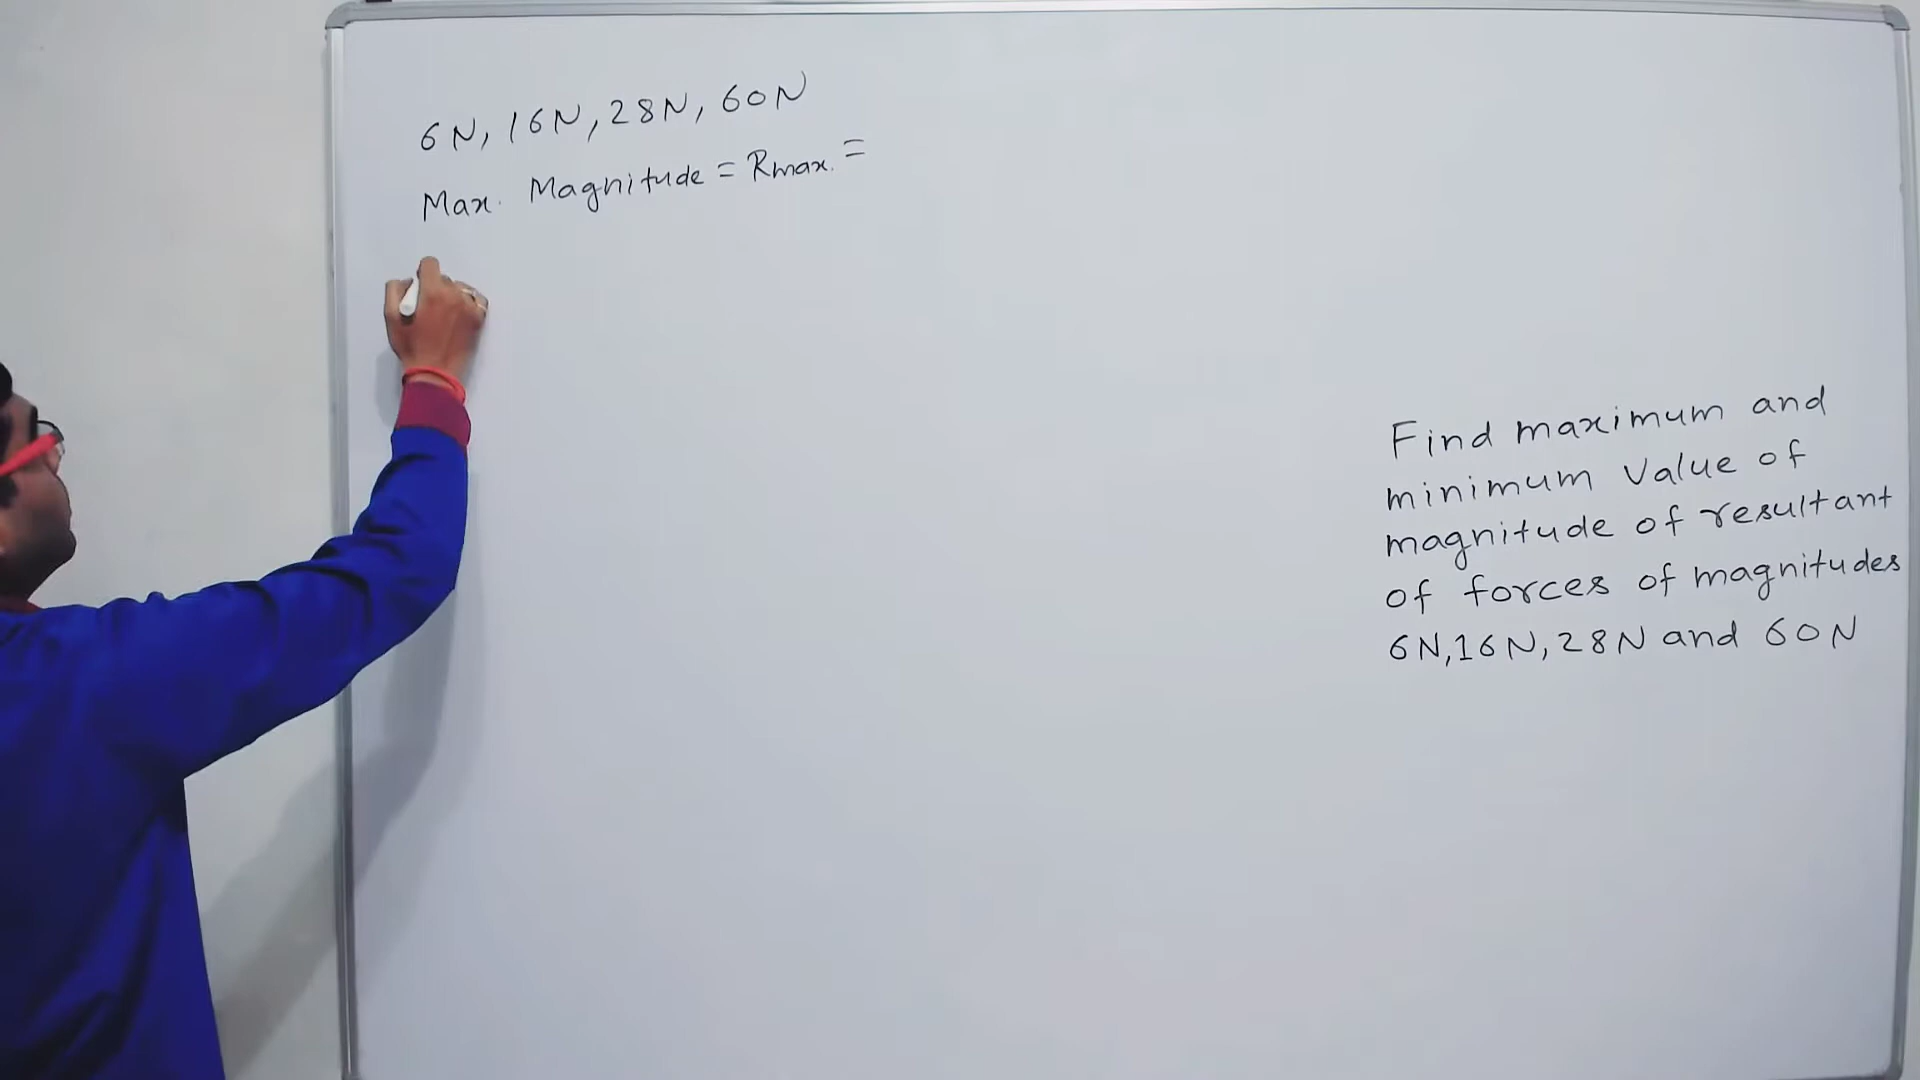 6N, 16N, 28N, 60N
Max. Magnitude = Rmax. =
Find maximum and
minimum value of
magnitude of resultant
of forces of magnitudes
6N, 16N, 28N and 60N